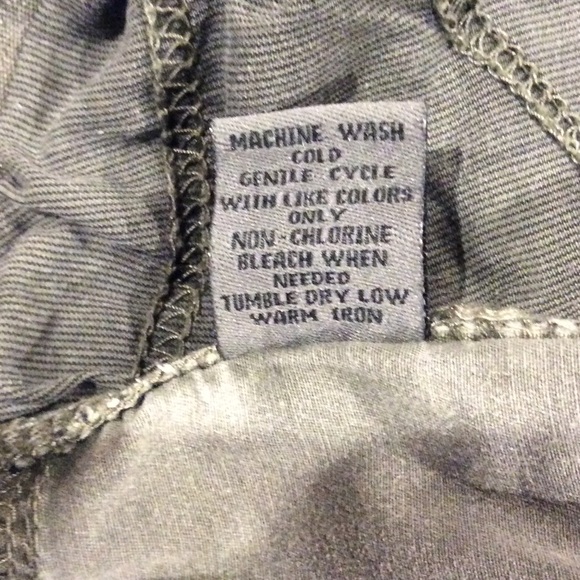 MACHINE WASH
COLD
GENTLE CYCLE
WITH LIKE COLORS
ONLY
NON-CHLORINE
BLEACH WHEN
NEEDED
TUMBLE DRY LOW
WARM IRON